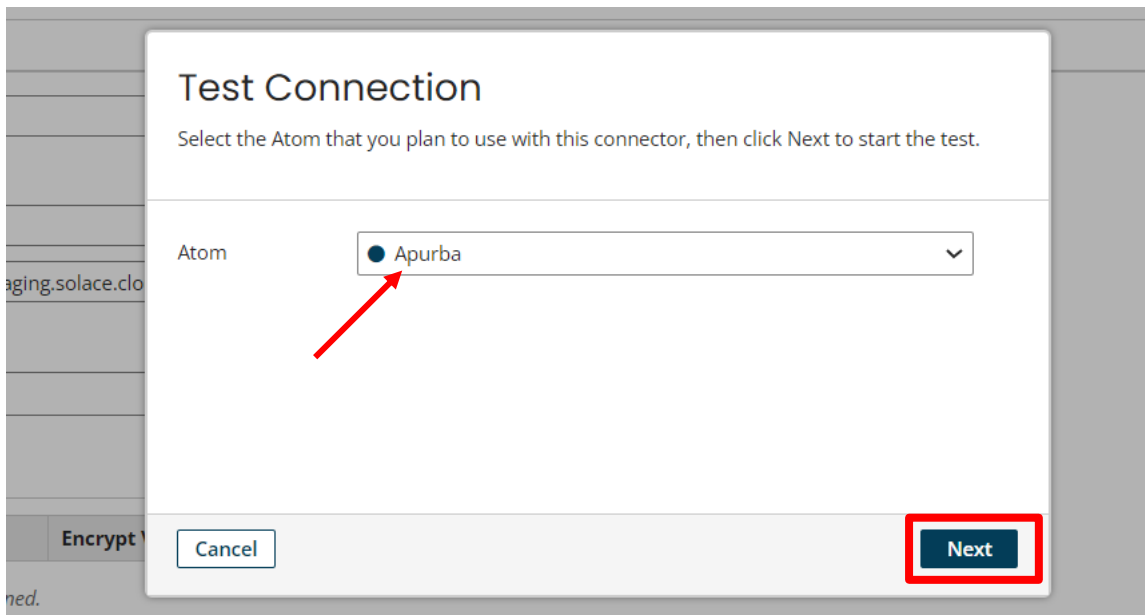 Test Connection
Select the Atom that you plan to use with this connector, then click Next to start the test.
Atom
Apurba
aging.solace.clo
Encrypt
Cancel
Next
ned.